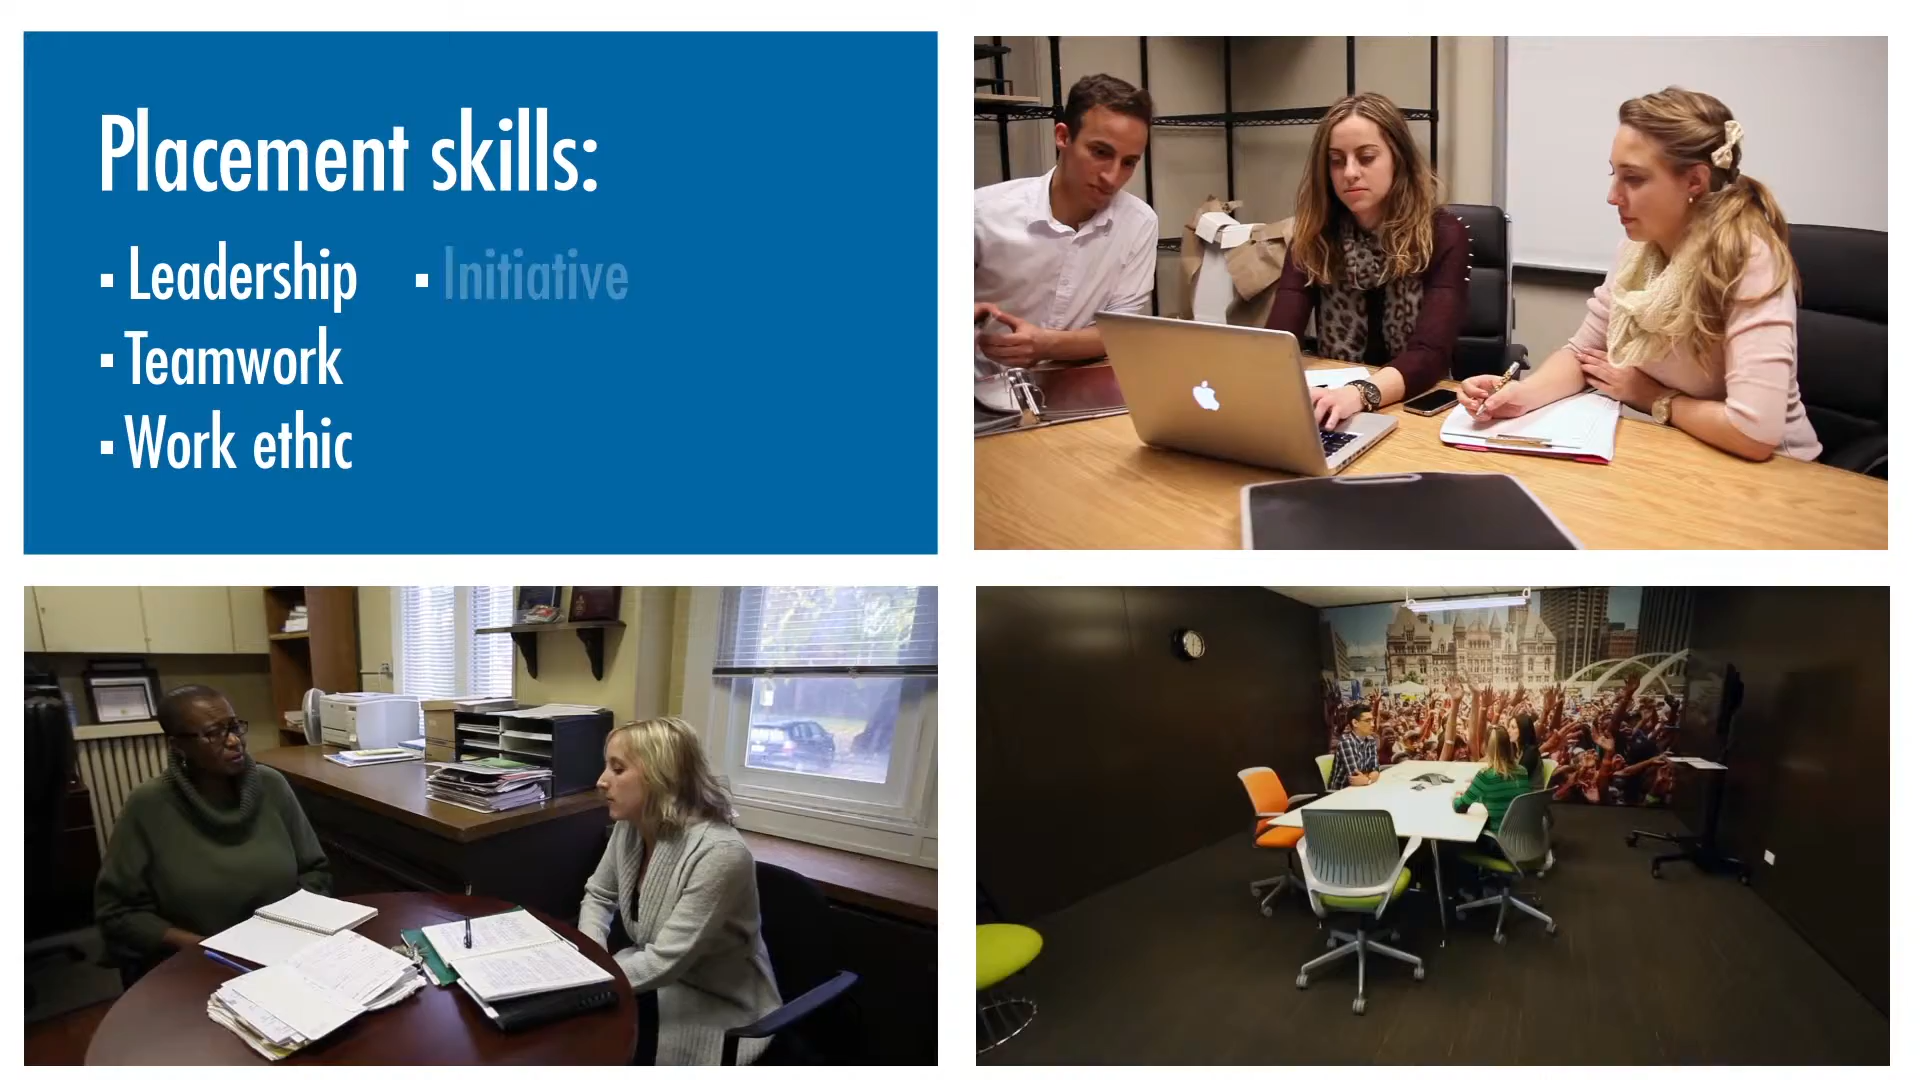 Placement skills:
▪ Leadership
▪ Teamwork
▪ Work ethic
▪ Initiative